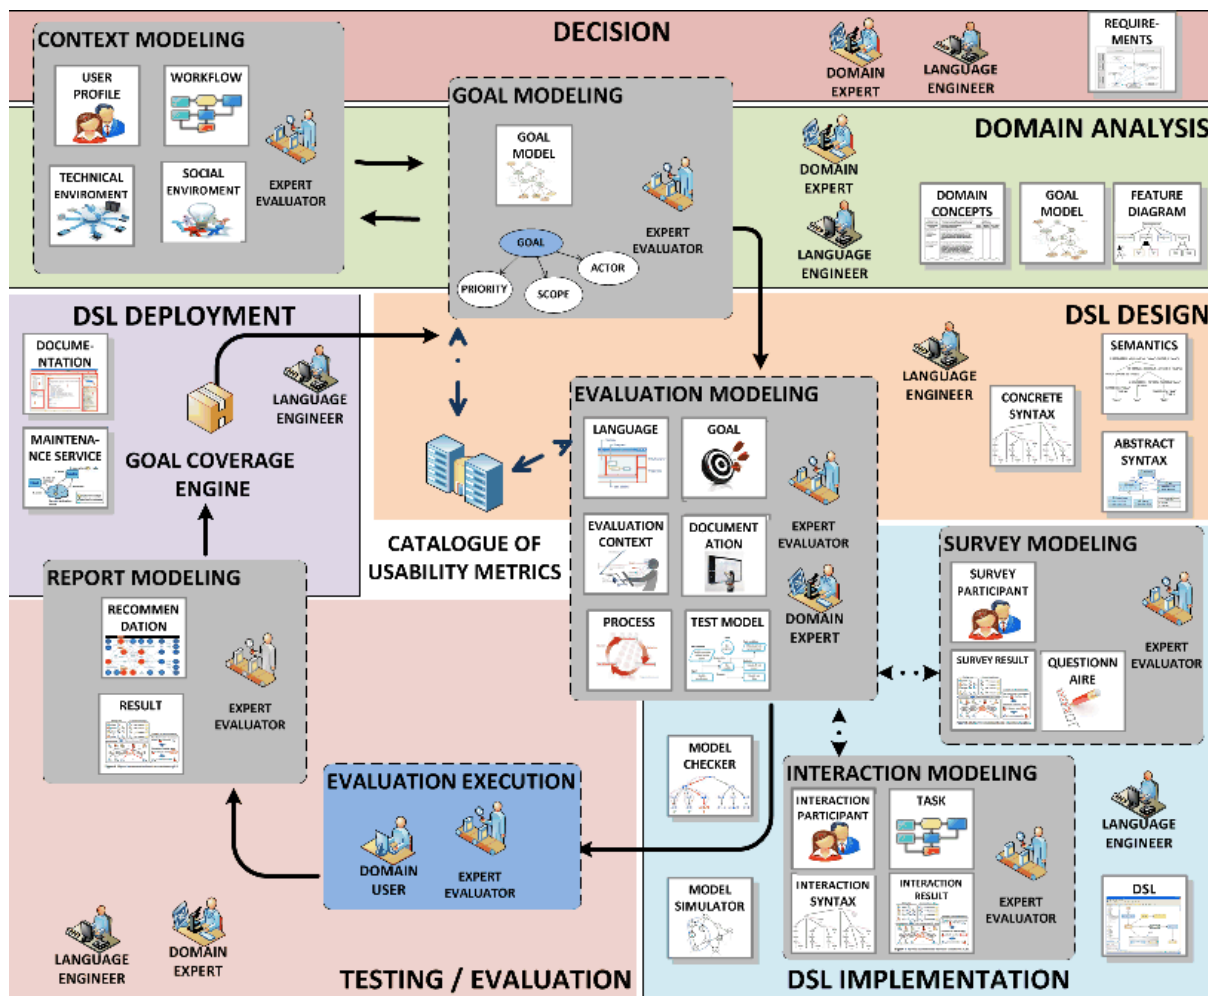 DECISION
CONTEXT MODELING
USER
PROFILE
WORKFLOW
TECHNICAL
ENVIROMENT
SOCIAL
ENVIROMENT
EXPERT
EVALUATOR
DOMAIN
EXPERT
LANGUAGE
ENGINEER
REQUIRE-
MENTS
GOAL MODELING
GOAL
MODEL
EXPERT
EVALUATOR
GOAL
PRIORITY
SCOPE
ACTOR
DOMAIN ANALYSIS
DOMAIN
EXPERT
LANGUAGE
ENGINEER
DOMAIN
CONCEPTS
GOAL
MODEL
FEATURE
DIAGRAM
DSL DEPLOYMENT
DOCUME-
NTATION
LANGUAGE
ENGINEER
MAINTENA-
NCE SERVICE
GOAL COVERAGE
ENGINE
DSL DESIGN
LANGUAGE
ENGINEER
SEMANTICS
CONCRETE
SYNTAX
ABSTRACT
SYNTAX
CATALOGUE OF
USABILITY METRICS
EVALUATION MODELING
LANGUAGE
GOAL
EXPERT
EVALUATOR
EVALUATION
CONTEXT
DOCUMENT
ATION
DOMAIN
EXPERT
PROCESS
TEST MODEL
SURVEY MODELING
SURVEY
PARTICIPANT
EXPERT
EVALUATOR
SURVEY RESULT
QUESTIONN
AIRE
REPORT MODELING
RECOMMEN
DATION
RESULT
EXPERT
EVALUATOR
EVALUATION EXECUTION
DOMAIN
USER
EXPERT
EVALUATOR
LANGUAGE
ENGINEER
DOMAIN
EXPERT
TESTING / EVALUATION
MODEL
CHECKER
MODEL
SIMULATOR
INTERACTION MODELING
INTERACTION
PARTICIPANT
TASK
INTERACTION
SYNTAX
INTERACTION
RESULT
EXPERT
EVALUATOR
LANGUAGE
ENGINEER
DSL
DSL IMPLEMENTATION